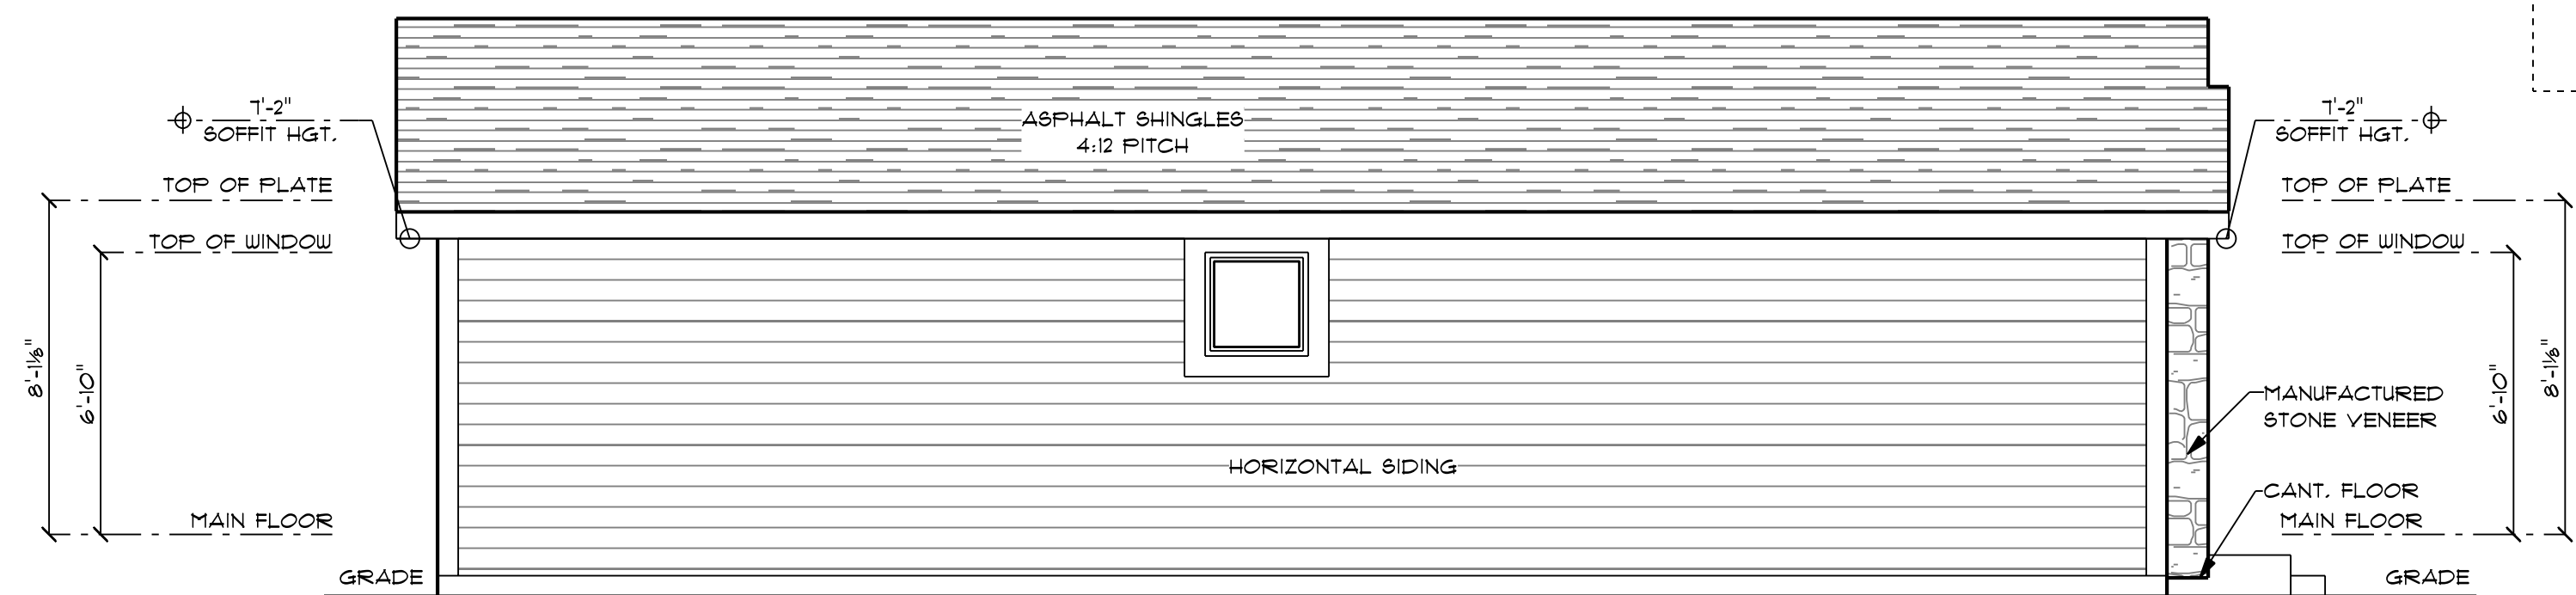 7'-2"
SOFFIT HGT.
TOP OF PLATE
TOP OF WINDOW
8'-1⅛"
6'-10"
MAIN FLOOR
GRADE
ASPHALT SHINGLES
4:12 PITCH
HORIZONTAL SIDING
7'-2"
SOFFIT HGT.
TOP OF PLATE
TOP OF WINDOW
MANUFACTURED
STONE VENEER
CANT. FLOOR
MAIN FLOOR
6'-10"
8'-1⅛"
GRADE